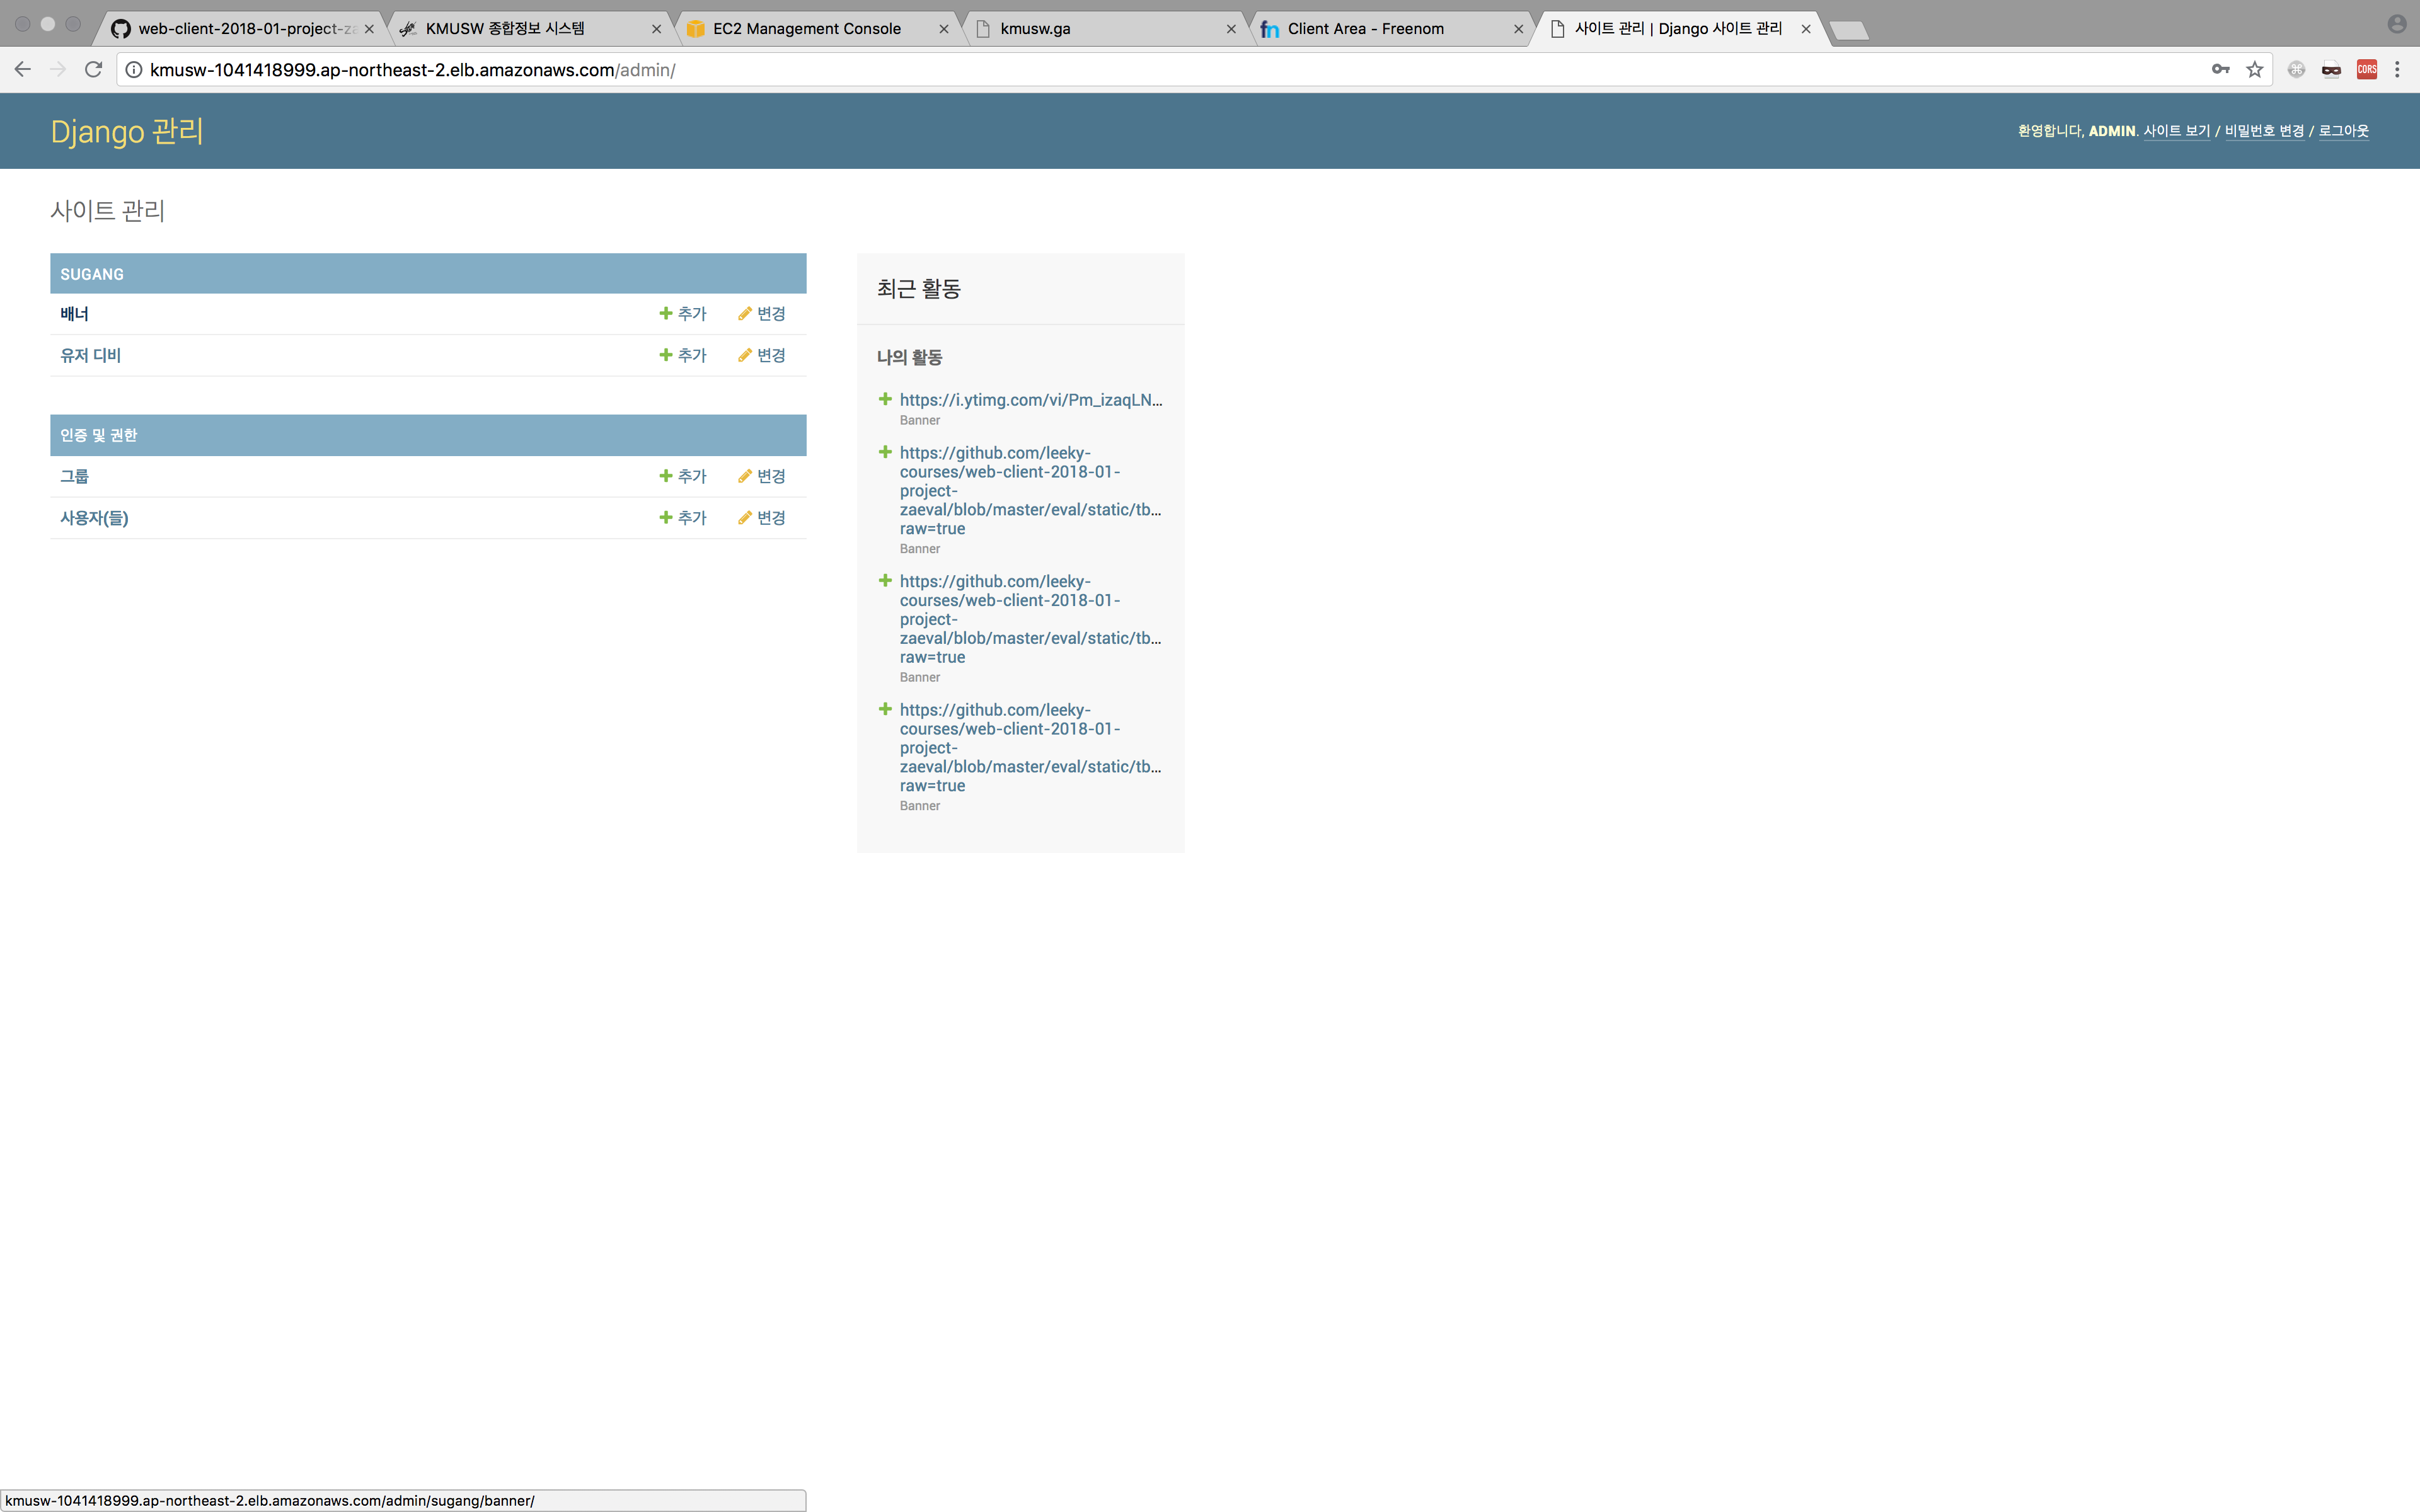 web-client-2018-01-project-za
KMUSW 종합정보 시스템
EC2 Management Console
kmusw.ga
Client Area - Freenom
사이트 관리 | Django 사이트 관리
kmusw-1041418999.ap-northeast-2.elb.amazonaws.com/admin/
CORS
Django 관리
환영합니다, ADMIN. 사이트 보기 / 비밀번호 변경 / 로그아웃
사이트 관리
SUGANG
배너 추가 변경
유저 디비 추가 변경
인증 및 권한
그룹 추가 변경
사용자(들) 추가 변경
최근 활동
나의 활동
https://i.ytimg.com/vi/Pm_izaqLN...
Banner
https://github.com/leeky-
courses/web-client-2018-01-
project-
zaeval/blob/master/eval/static/tb...
raw=true
Banner
https://github.com/leeky-
courses/web-client-2018-01-
project-
zaeval/blob/master/eval/static/tb...
raw=true
Banner
https://github.com/leeky-
courses/web-client-2018-01-
project-
zaeval/blob/master/eval/static/tb...
raw=true
Banner
kmusw-1041418999.ap-northeast-2.elb.amazonaws.com/admin/sugang/banner/